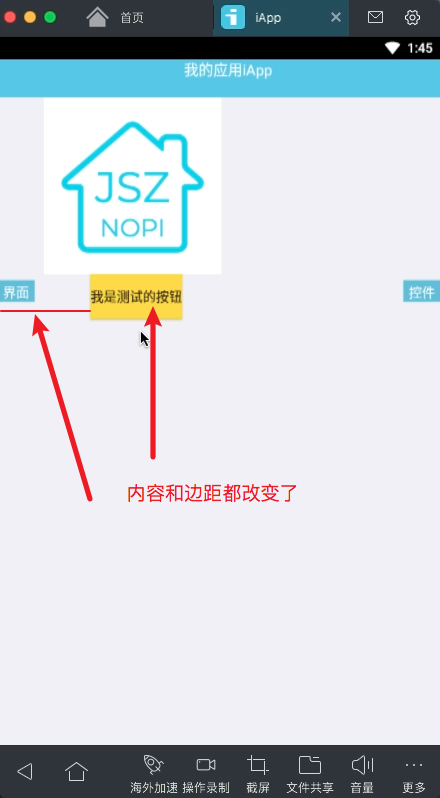 首页
iApp
1:45
我的应用iApp
JSZ
NOPI
界面
控件
我是测试的按钮
内容和边距都改变了
海外加速
操作录制
截屏
文件共享
音量
更多